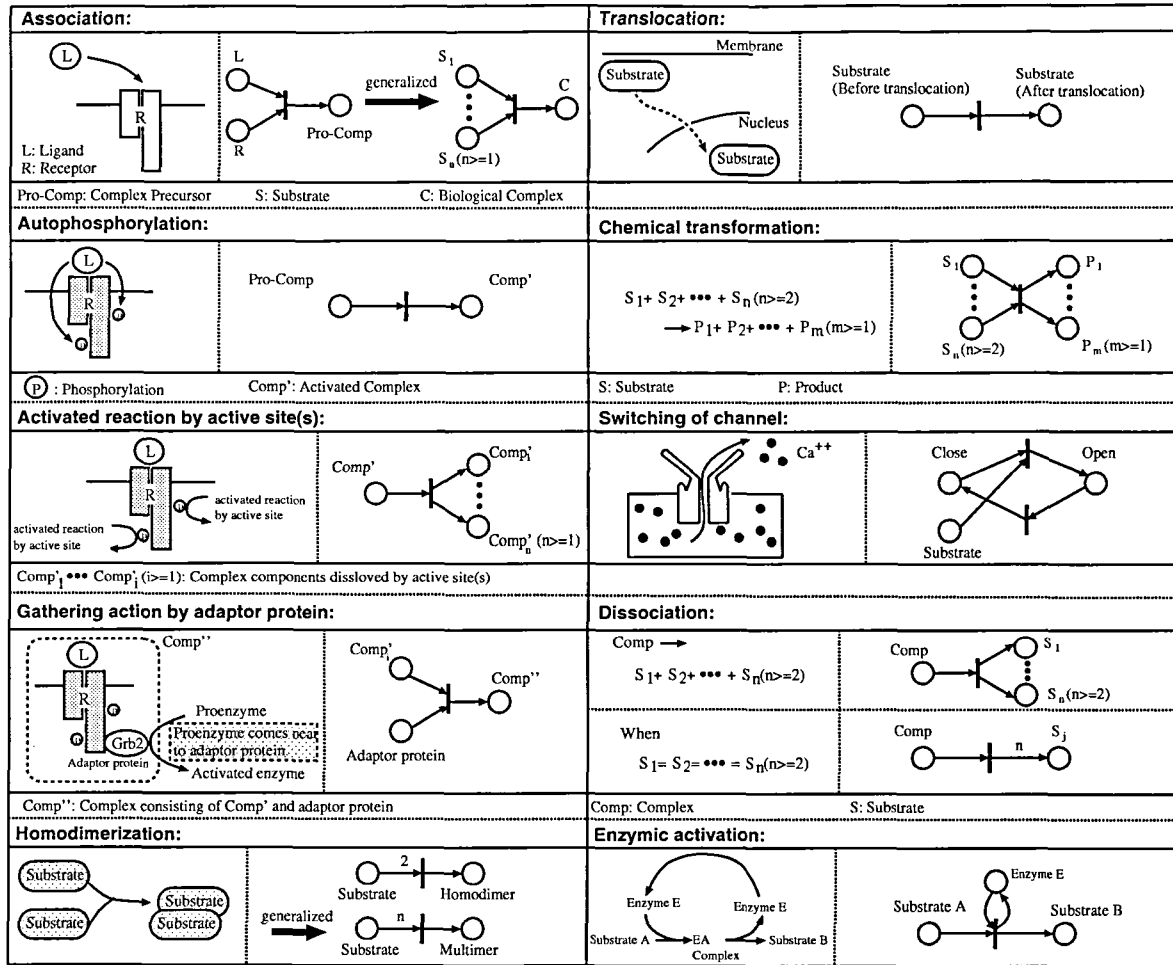 Association:
L
R
L: Ligand
R: Receptor
L
R
Pro-Comp
generalized
S1
Sn(n>=1)
C
Pro-Comp: Complex Precursor S: Substrate C: Biological Complex
Translocation:
Membrane
Substrate
Nucleus
Substrate
Substrate
(Before translocation)
Substrate
(After translocation)
Autophosphorylation:
L
R
Pro-Comp
Comp'
P : Phosphorylation Comp': Activated Complex
Chemical transformation:
S1+ S2+ ••• + Sn(n>=2)
→ P1+ P2+ ••• + Pm(m>=1)
S1
Sn(n>=2)
P1
Pm(m>=1)
S: Substrate P: Product
Activated reaction by active site(s):
L
R
activated reaction
by active site
activated reaction
by active site
Comp'
Comp'1
Comp'n (n>=1)
Comp'1 ••• Comp'i (i>=1): Complex components dissloved by active site(s)
Switching of channel:
Ca++
Close
Open
Substrate
Gathering action by adaptor protein:
Comp''
L
R
Grb2
Adaptor protein
Proenzyme
Proenzyme comes near
to adaptor protein
Activated enzyme
Comp'i
Adaptor protein
Comp''
Comp'': Complex consisting of Comp' and adaptor protein
Dissociation:
Comp →
S1+ S2+ ••• + Sn(n>=2)
Comp
S1
Sn(n>=2)
When
S1= S2= ••• = Sn(n>=2)
Comp
n
Sj
Comp: Complex S: Substrate
Homodimerization:
Substrate
Substrate
Substrate
Substrate
generalized
2
Substrate Homodimer
n
Substrate Multimer
Enzymic activation:
Enzyme E Enzyme E
Substrate A EA Substrate B
Complex
Enzyme E
Substrate A
Substrate B